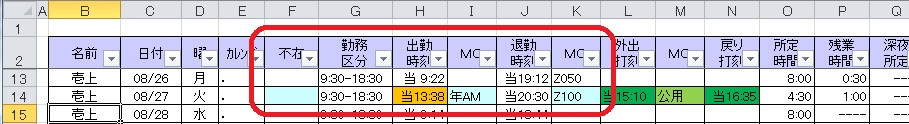 A B C D E F G H I J K L M N O P Q
1
2 名前 日付 曜 カレン 不在 勤務区分 出勤時刻 MC 退勤時刻 MC 外出打刻 MC 戻り打刻 所定時間 残業時間 深夜所定
13 壱上 08/26 月 . 9:30-18:30 当 9:22 当19:12 Z050 8:00 0:30 ---
14 壱上 08/27 火 . 9:30-18:30 当13:38 年AM 当20:30 Z100 当15:10 公用 当16:35 4:30 1:00 ---
15 壱上 08/28 水 . 8:00 ---- ---